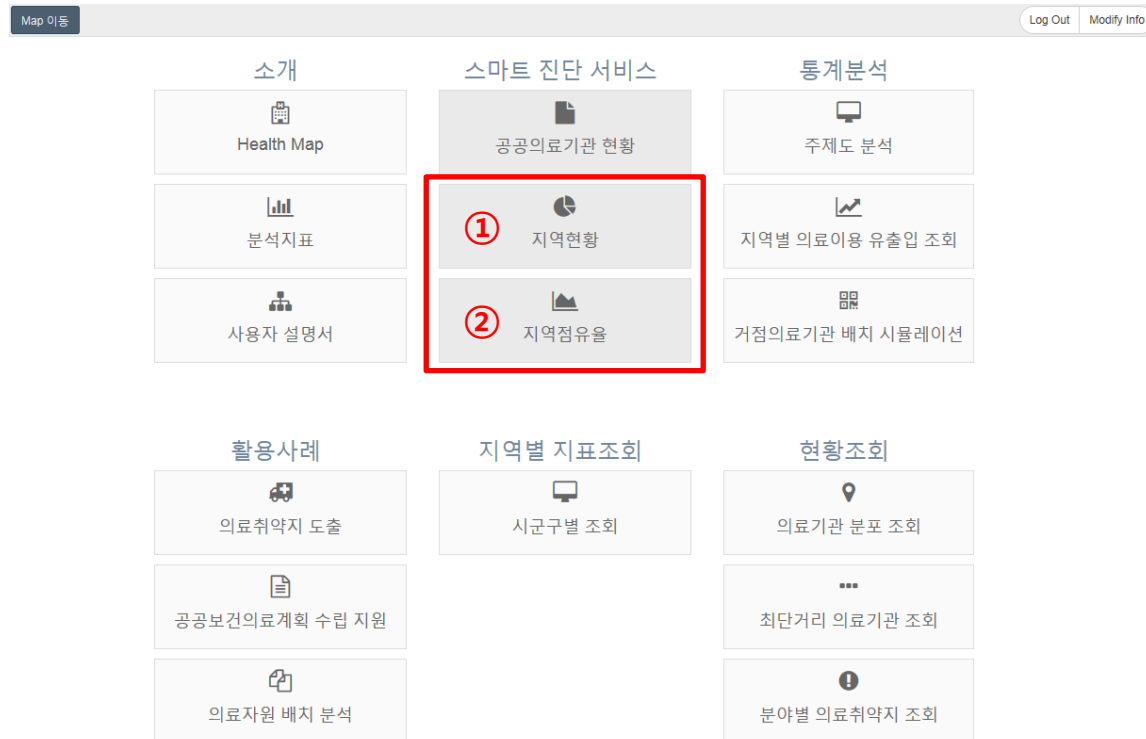 Map 이동
Log Out
Modify Info
소개
스마트 진단 서비스
통계분석
Health Map
공공의료기관 현황
주제도 분석
분석지표
① 지역현황
지역별 의료이용 유출입 조회
사용자 설명서
② 지역점유율
거점의료기관 배치 시뮬레이션
활용사례
지역별 지표조회
현황조회
의료취약지 도출
시군구별 조회
의료기관 분포 조회
공공보건의료계획 수립 지원
최단거리 의료기관 조회
의료자원 배치 분석
분야별 의료취약지 조회